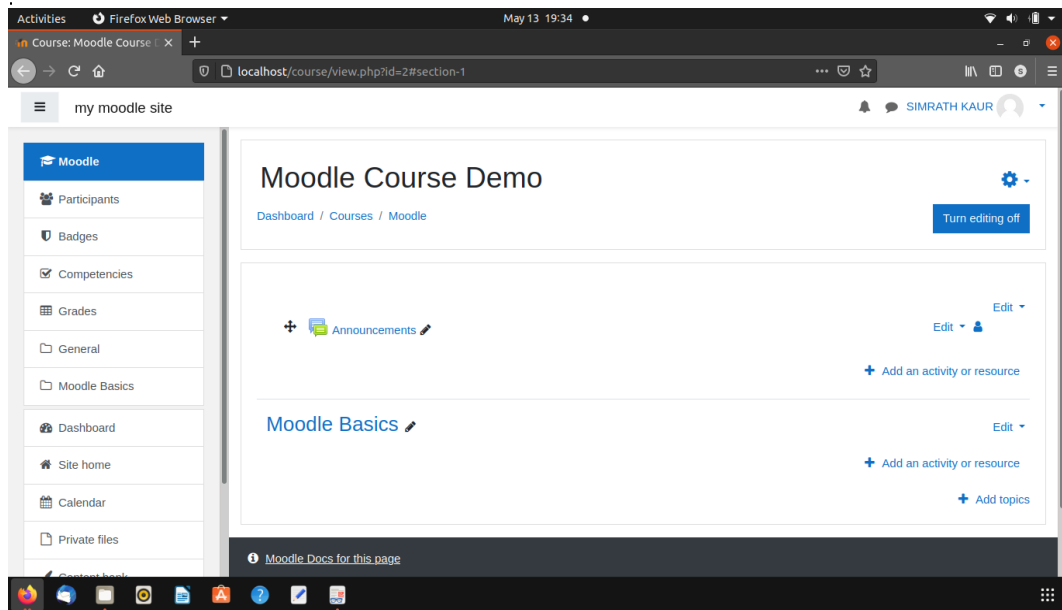 Activities Firefox Web Browser May 13 19:34
Course: Moodle Course D
localhost/course/view.php?id=2#section-1
my moodle site SIMRATH KAUR
Moodle
Participants
Badges
Competencies
Grades
General
Moodle Basics
Dashboard
Site home
Calendar
Private files
Content bank
Moodle Course Demo
Dashboard / Courses / Moodle
Turn editing off
Edit
Announcements Edit
Add an activity or resource
Moodle Basics Edit
Add an activity or resource
Add topics
Moodle Docs for this page